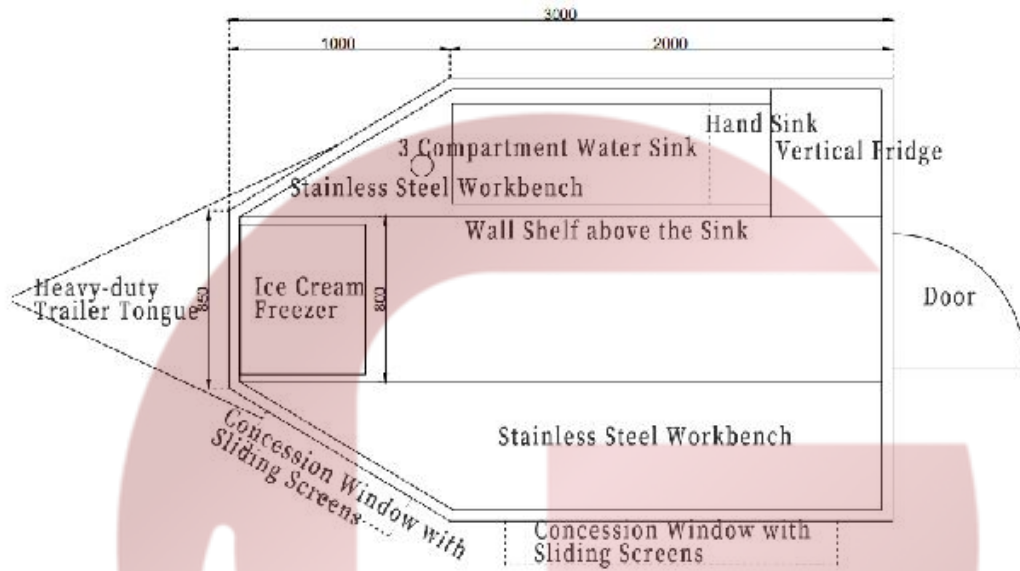 3000
1000
2000
Hand Sink
3 Compartment Water Sink
Vertical Fridge
Stainless Steel Workbench
Wall Shelf above the Sink
Heavy-duty
Trailer Tongue
850
Ice Cream
Freezer
800
Door
Concession Window with
Sliding Screens
Stainless Steel Workbench
Concession Window with
Sliding Screens